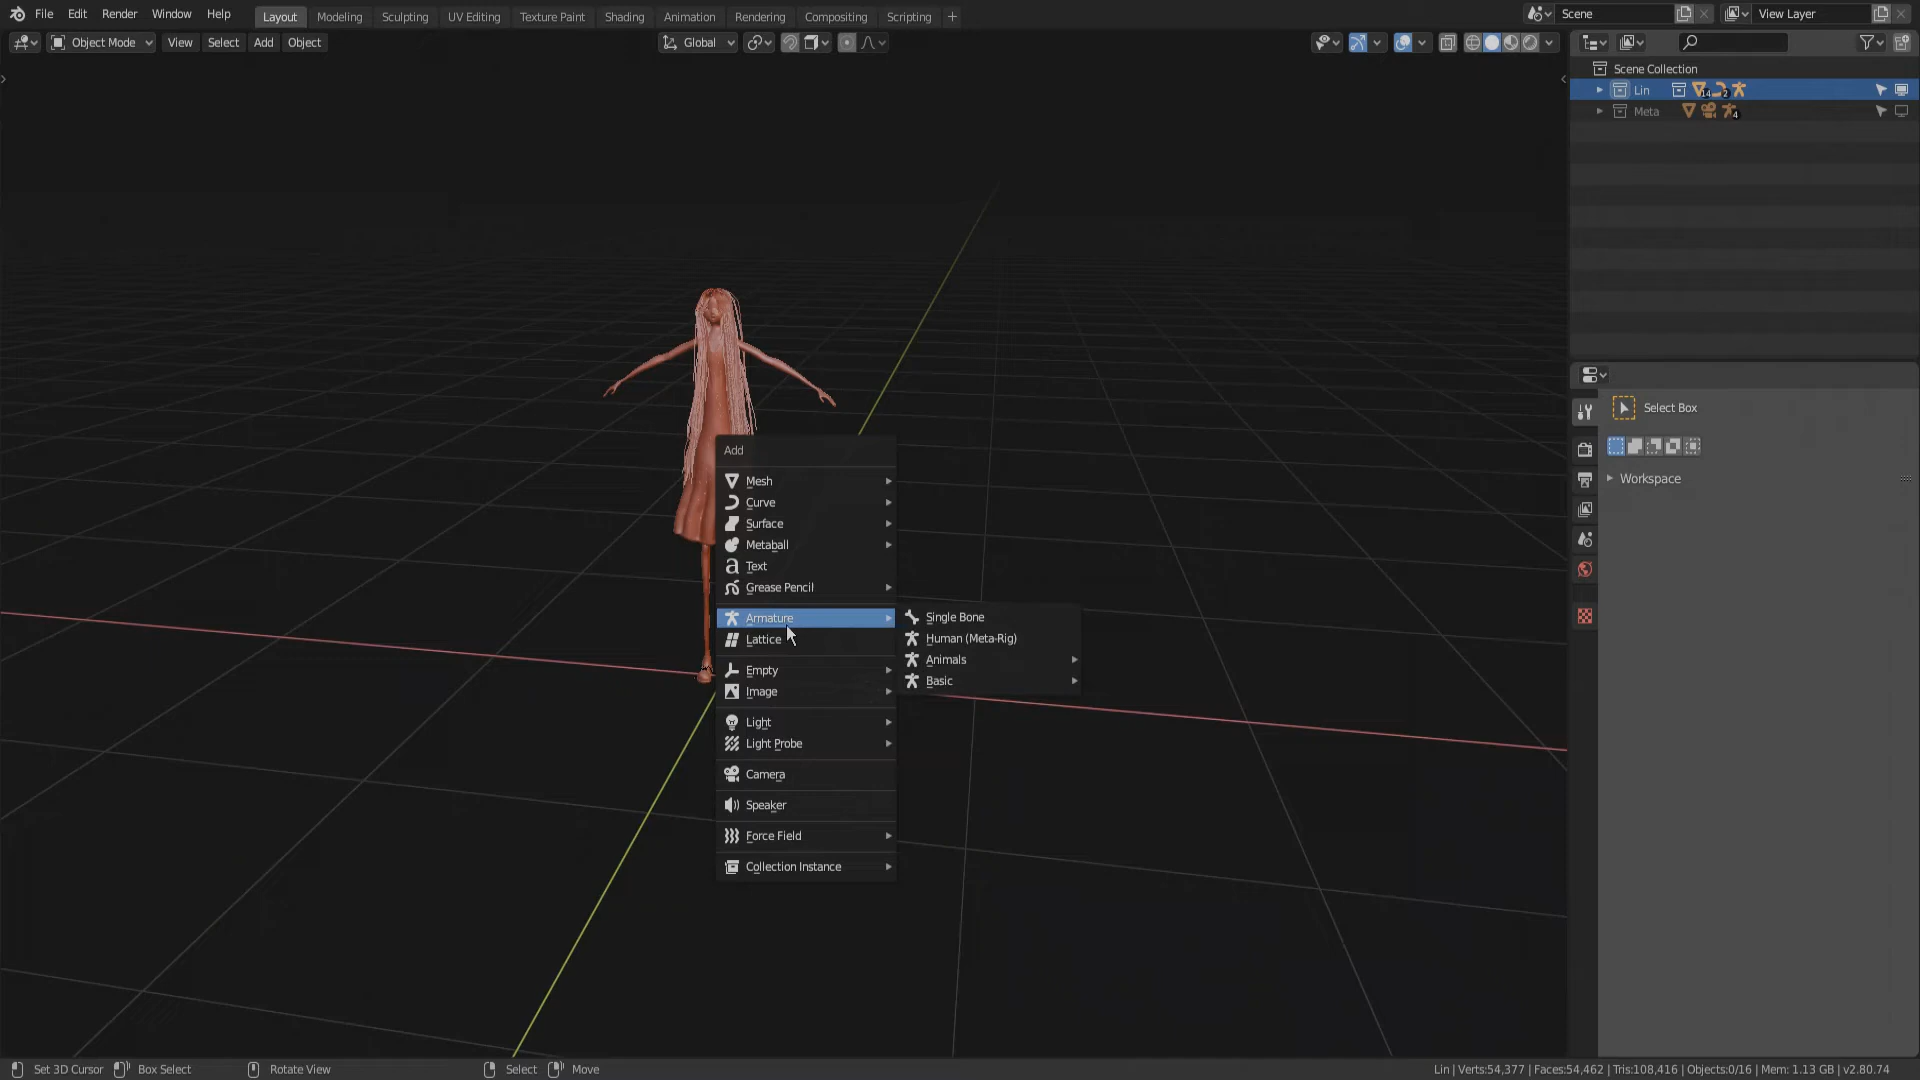 File Edit Render Window Help Layout Modeling Sculpting UV Editing Texture Paint Shading Animation Rendering Compositing Scripting + Scene View Layer
Object Mode View Select Add Object Global
Scene Collection
Lin 14 2
Meta 4
Select Box
Workspace
Add
Mesh
Curve
Surface
Metaball
Text
Grease Pencil
Armature
Lattice
Empty
Image
Light
Light Probe
Camera
Speaker
Force Field
Collection Instance
Single Bone
Human (Meta-Rig)
Animals
Basic
Set 3D Cursor Box Select Rotate View Select Move Lin | Verts:54,377 | Faces:54,462 | Tris:108,416 | Objects:0/16 | Mem: 1.13 GB | v2.80.74